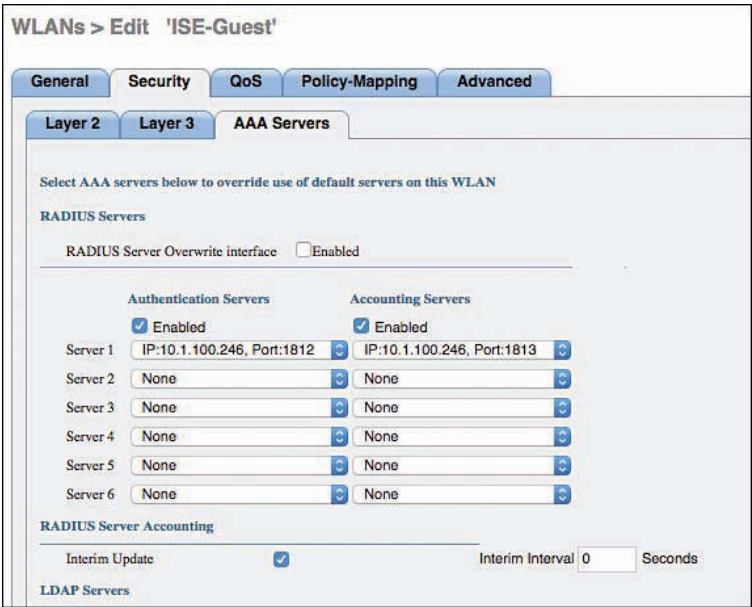 WLANs > Edit 'ISE-Guest'
General Security QoS Policy-Mapping Advanced
Layer 2 Layer 3 AAA Servers
Select AAA servers below to override use of default servers on this WLAN
RADIUS Servers
RADIUS Server Overwrite interface Enabled
Authentication Servers Accounting Servers
Enabled Enabled
Server 1 IP:10.1.100.246, Port:1812 IP:10.1.100.246, Port:1813
Server 2 None None
Server 3 None None
Server 4 None None
Server 5 None None
Server 6 None None
RADIUS Server Accounting
Interim Update Interim Interval 0 Seconds
LDAP Servers